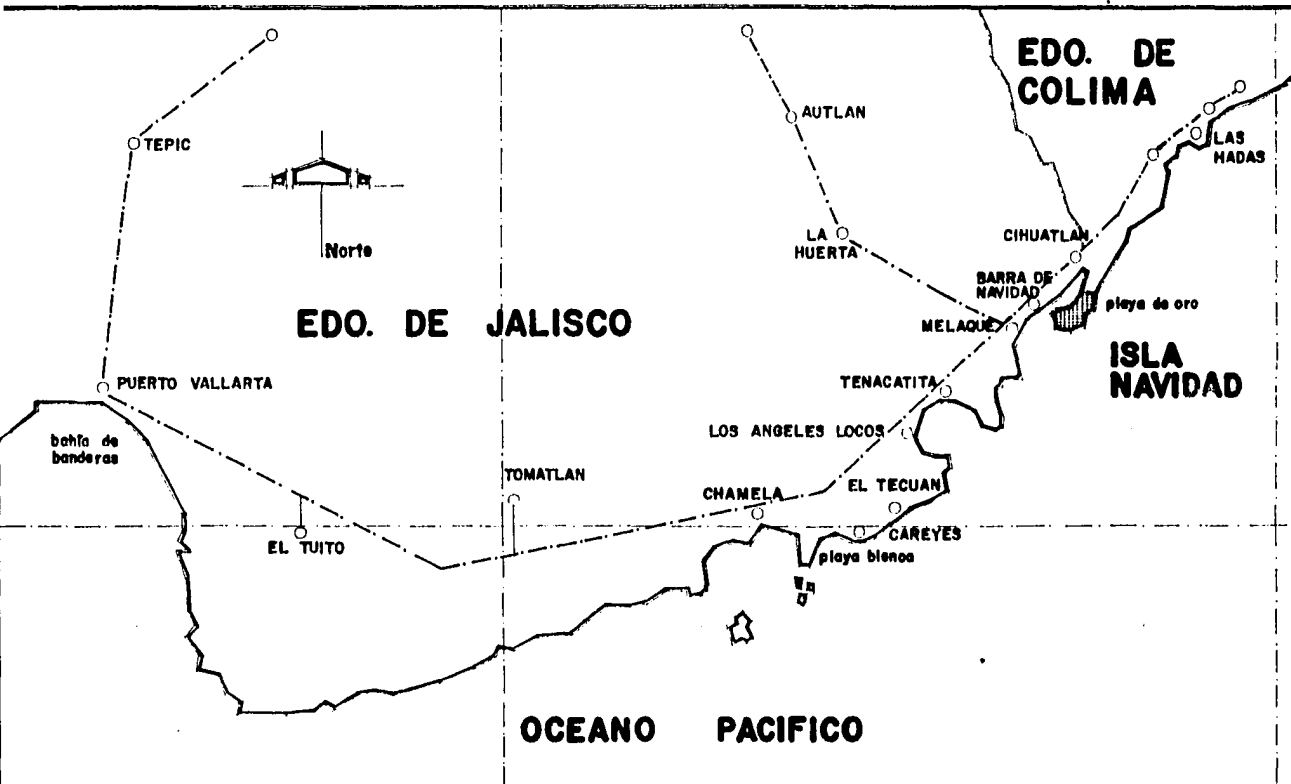 EDO. DE
COLIMA
AUTLAN
TEPIC
LAS
HADAS
Norte
LA
HUERTA
CIHUATLAN
BARRA DE
NAVIDAD
playa de oro
EDO. DE JALISCO
MELAQUE
ISLA
NAVIDAD
PUERTO VALLARTA
TENACATITA
bahía de
banderas
LOS ANGELES LOCOS
TOMATLAN
CHAMELA
EL TECUAN
EL TUITO
CAREYES
playa blenca
OCEANO PACIFICO